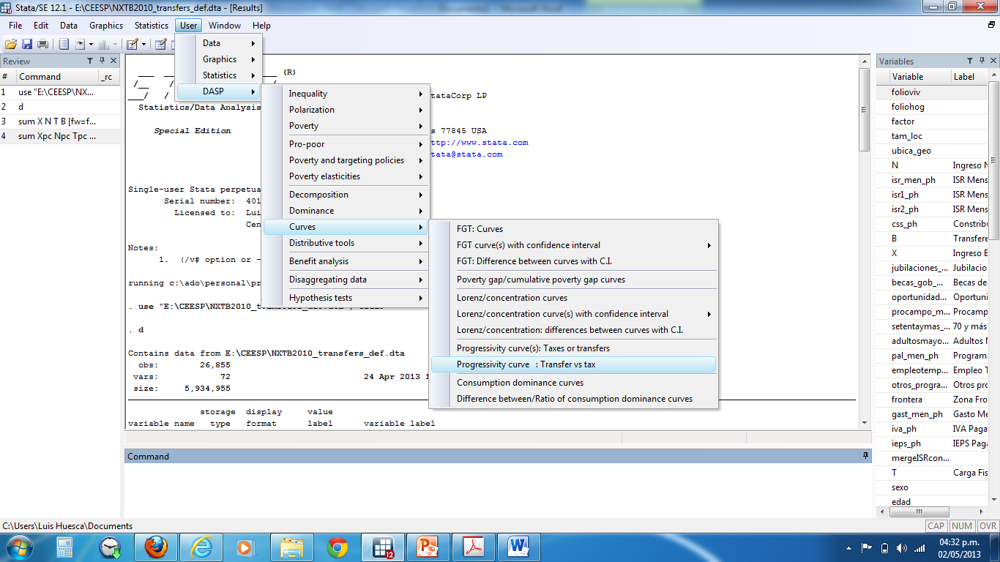 Stata/SE 12.1 - E:\CEESP\NXTB2010_transfers_def.dta - [Results]
File Edit Data Graphics Statistics User Window Help
Review
# Command _rc
1 use "E:\CEESP\NX...
2 d
3 sum X N T B [fw=f...
4 sum Xpc Npc Tpc ...
Data
Graphics
Statistics
DASP
Inequality
Polarization
Poverty
Pro-poor
Poverty and targeting policies
Poverty elasticities
Decomposition
Dominance
Curves
Distributive tools
Benefit analysis
Disaggregating data
Hypothesis tests
FGT: Curves
FGT curve(s) with confidence interval
FGT: Difference between curves with C.I.
Poverty gap/cumulative poverty gap curves
Lorenz/concentration curves
Lorenz/concentration curve(s) with confidence interval
Lorenz/concentration: differences between curves with C.I.
Progressivity curve(s): Taxes or transfers
Progressivity curve : Transfer vs tax
Consumption dominance curves
Difference between/Ratio of consumption dominance curves
(R)
tataCorp LP
Statistics/Data Analysis
Special Edition
s 77845 USA
ttp://www.stata.com
tata@stata.com
Single-user Stata perpetua
Serial number: 401
Licensed to: Lui
Cen
Notes:
1. (/v# option or -
running c:\ado\personal\pr
. use "E:\CEESP\NXTB2010_
. d
Contains data from E:\CEESP\NXTB2010_transfers_def.dta
obs: 26,855
vars: 72 24 Apr 2013 1
size: 5,934,955
storage display value
variable name type format label variable label
Command
Variables
Variable Label
folioviv
foliohog
factor
tam_loc
ubica_geo
N Ingreso N
isr_men_ph ISR Mens
isr1_ph ISR Mens
isr2_ph ISR Mens
css_ph Constribu
B Transfere
X Ingreso B
jubilaciones_... Jubilacio
becas_gob_... Becas de
oportunidad... Oportuni
procampo_m... Procamp
setentaymas_... 70 y más
adultosmayo... Adultos M
pal_men_ph Programa
empleotemp... Empleo T
otros_progra... Otros pro
frontera Zona Fro
gast_men_ph Gasto Me
iva_ph IVA Paga
ieps_ph IEPS Paga
mergeISRcon...
T Carga Fis
sexo
edad
C:\Users\Luis Huesca\Documents
CAP NUM OVR
12
04:32 p.m.
02/05/2013